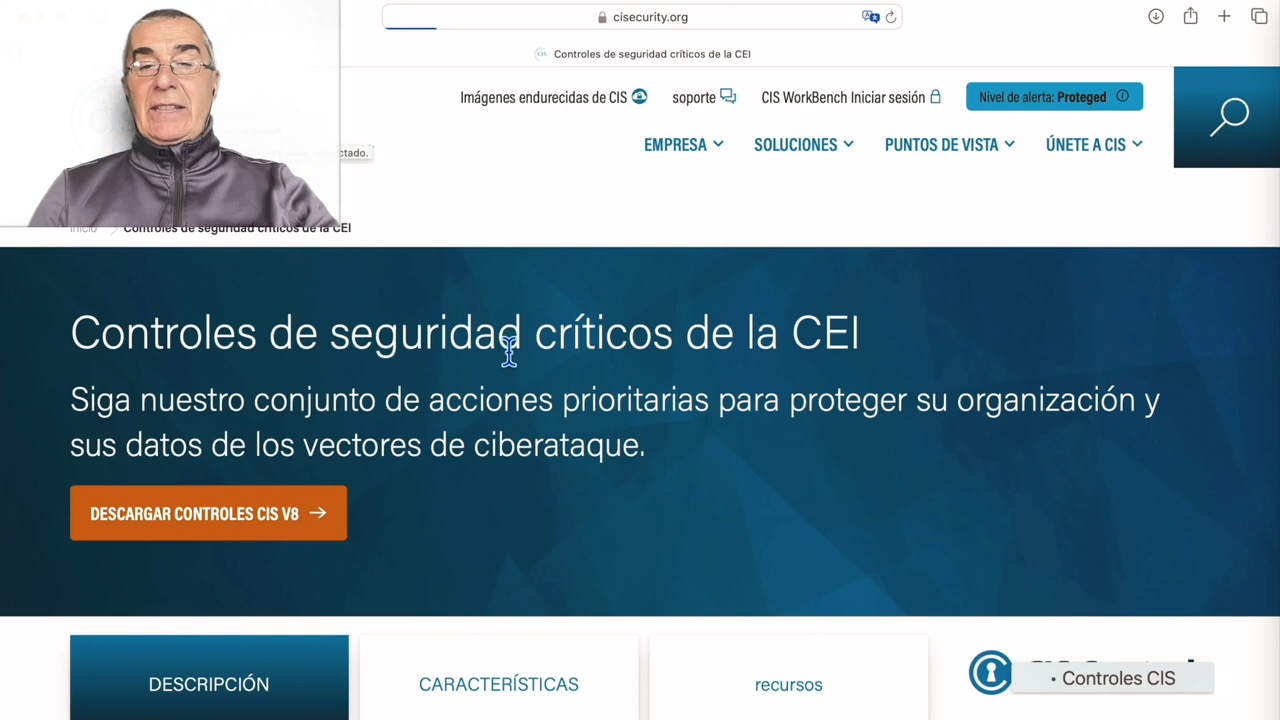 cisecurity.org
CIS Controles de seguridad críticos de la CEI
Imágenes endurecidas de CIS soporte CIS WorkBench Iniciar sesión Nivel de alerta: Proteged
EMPRESA SOLUCIONES PUNTOS DE VISTA ÚNETE A CIS
ctado.
Inicio Controles de seguridad críticos de la CEI
Controles de seguridad críticos de la CEI
Siga nuestro conjunto de acciones prioritarias para proteger su organización y
sus datos de los vectores de ciberataque.
DESCARGAR CONTROLES CIS V8 →
DESCRIPCIÓN CARACTERÍSTICAS recursos
• Controles CIS